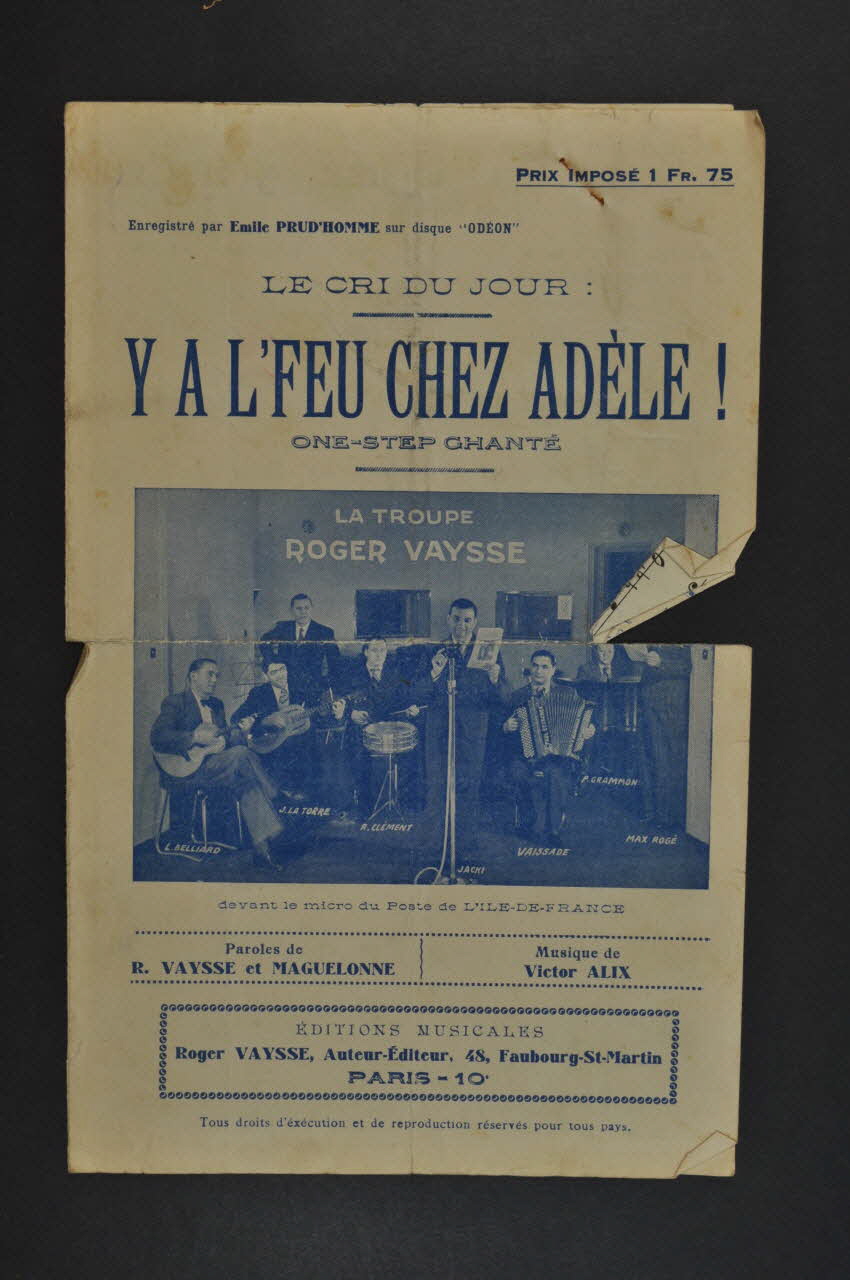 PRIX IMPOSÉ 1 FR. 75
Enregistré par Emile PRUD'HOMME sur disque "ODÉON"
LE CRI DU JOUR :
Y A L'FEU CHEZ ADÈLE !
ONE-STEP CHANTÉ
LA TROUPE
ROGER VAYSSE
L. BELLIARD
J. LA TORRE
R. CLÉMENT
JACKI
VAISSADE
P. GRAMMON
MAX ROGÉ
devant le micro du Poste de L'ILE-DE-FRANCE
Paroles de
R. VAYSSE et MAGUELONNE
Musique de
Victor ALIX
ÉDITIONS MUSICALES
Roger VAYSSE, Auteur-Éditeur, 48, Faubourg-St-Martin
PARIS - 10ᵉ
Tous droits d'éxécution et de reproduction réservés pour tous pays.